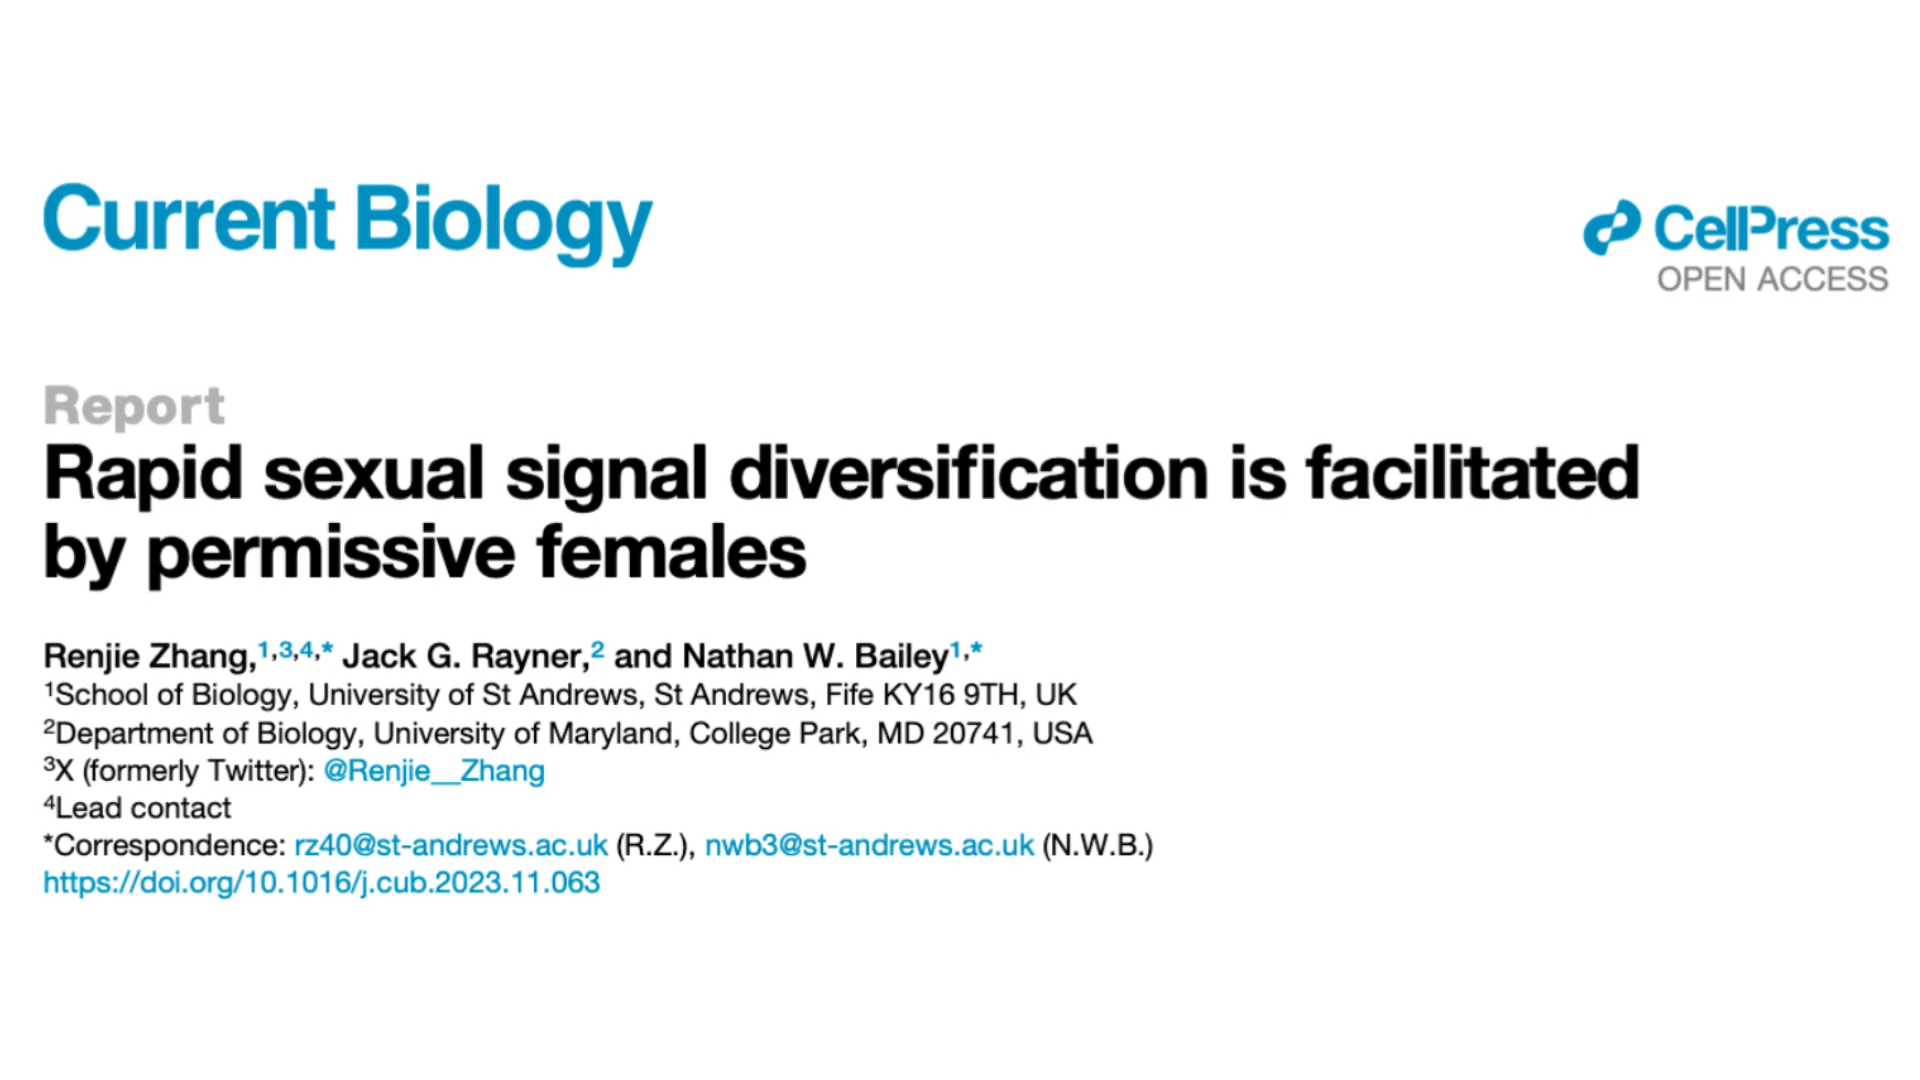 Current Biology
CellPress
OPEN ACCESS
Report
Rapid sexual signal diversification is facilitated
by permissive females
Renjie Zhang,1,3,4,* Jack G. Rayner,2 and Nathan W. Bailey1,*
1School of Biology, University of St Andrews, St Andrews, Fife KY16 9TH, UK
2Department of Biology, University of Maryland, College Park, MD 20741, USA
3X (formerly Twitter): @Renjie__Zhang
4Lead contact
*Correspondence: rz40@st-andrews.ac.uk (R.Z.), nwb3@st-andrews.ac.uk (N.W.B.)
https://doi.org/10.1016/j.cub.2023.11.063